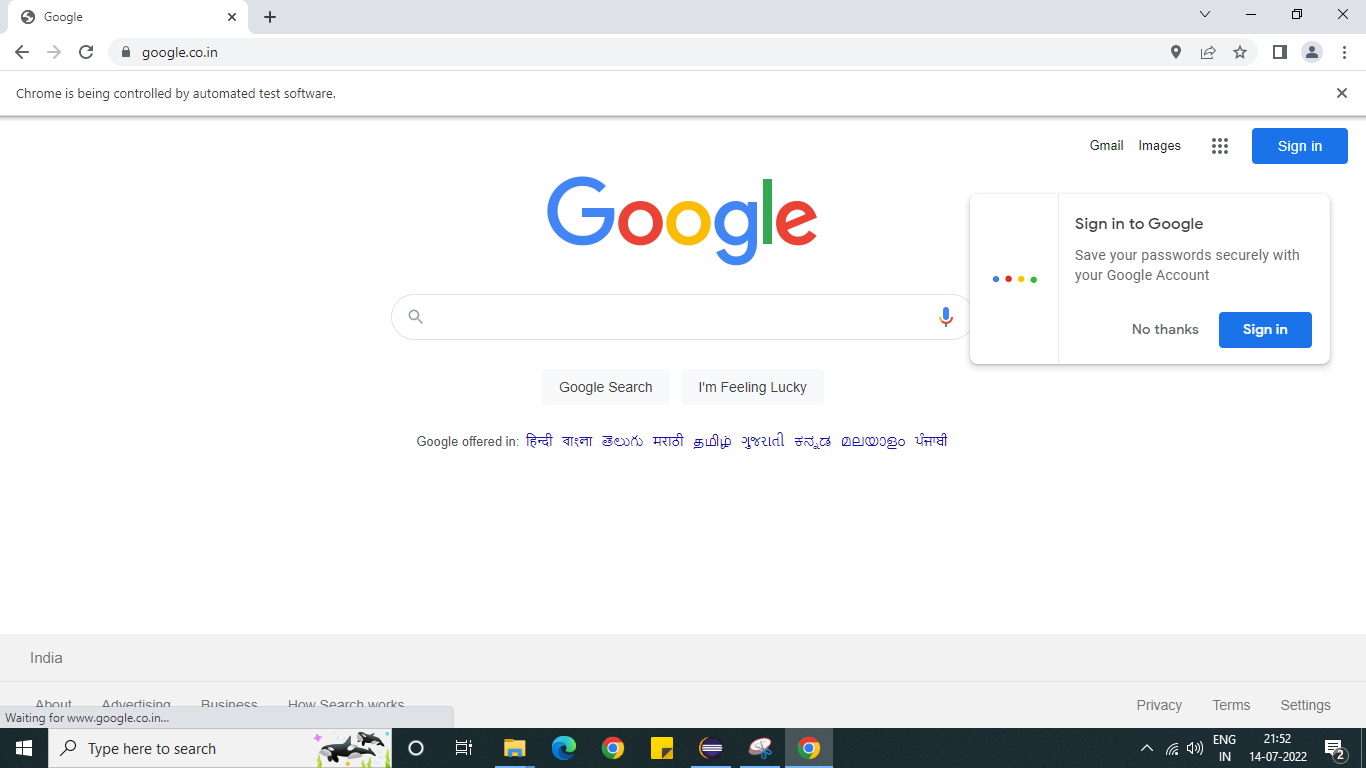 Google
google.co.in
Chrome is being controlled by automated test software.
Gmail Images Sign in
Google
Sign in to Google
Save your passwords securely with
your Google Account
No thanks Sign in
Google Search I'm Feeling Lucky
Google offered in: हिन्दी বাংলা తెలుగు मराठी தமிழ் ગુજરાતી ಕನ್ನಡ മലയാളം ਪੰਜਾਬੀ
India
About Advertising Business How Search works
Privacy Terms Settings
Waiting for www.google.co.in...
Type here to search
ENG
IN
21:52
14-07-2022
2